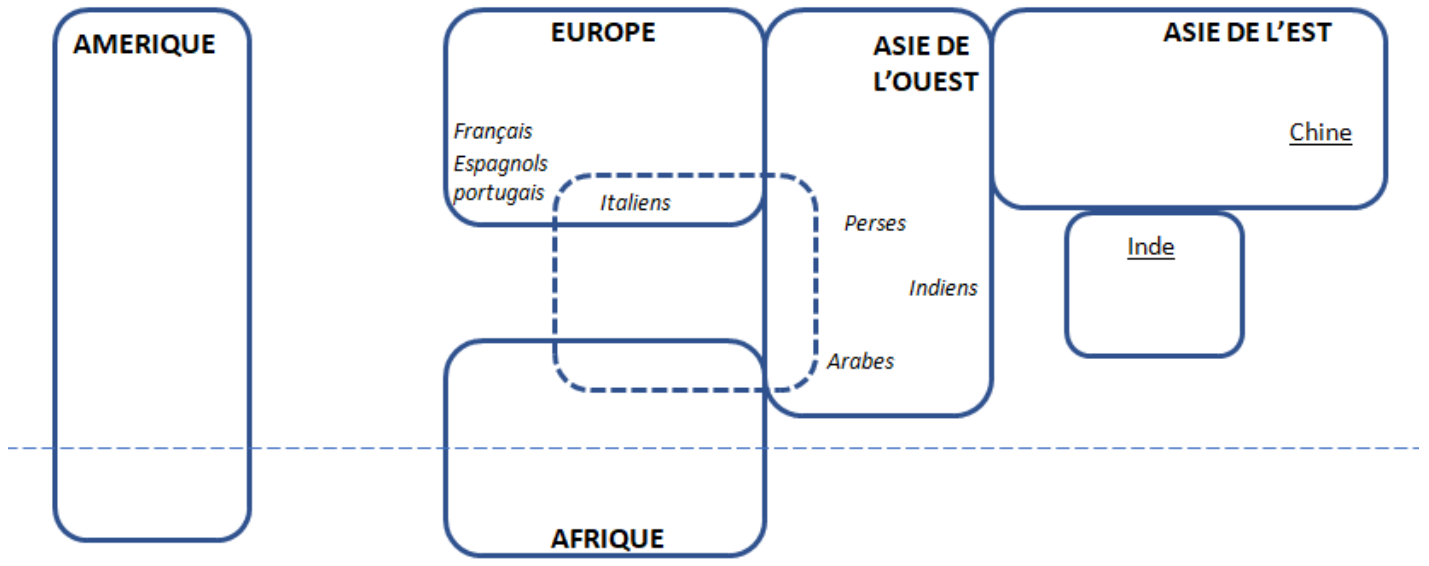 AMERIQUE
EUROPE
ASIE DE
L'OUEST
ASIE DE L'EST
Français
Espagnols
portugais
Italiens
Chine
Perses
Inde
Indiens
Arabes
AFRIQUE